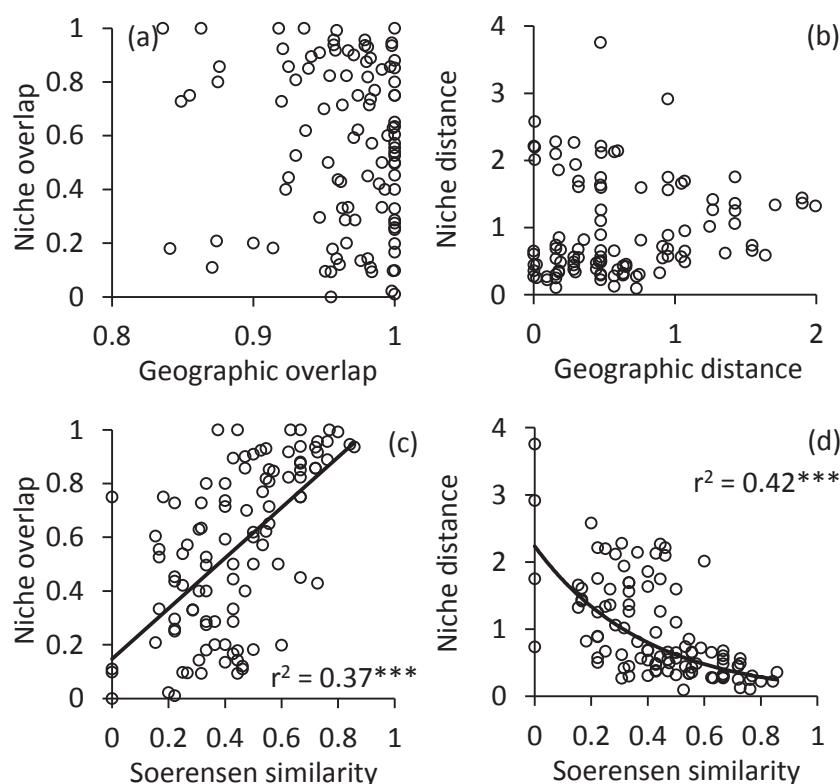 (a)
Niche overlap
1
0.8
0.6
0.4
0.2
0
0.8
0.9
1
Geographic overlap
(b)
Niche distance
4
3
2
1
0
0
1
2
Geographic distance
(c)
Niche overlap
1
0.8
0.6
0.4
0.2
0
r² = 0.37***
0
0.2
0.4
0.6
0.8
1
Soerensen similarity
(d)
r² = 0.42***
Niche distance
4
3
2
1
0
0
0.2
0.4
0.6
0.8
1
Soerensen similarity